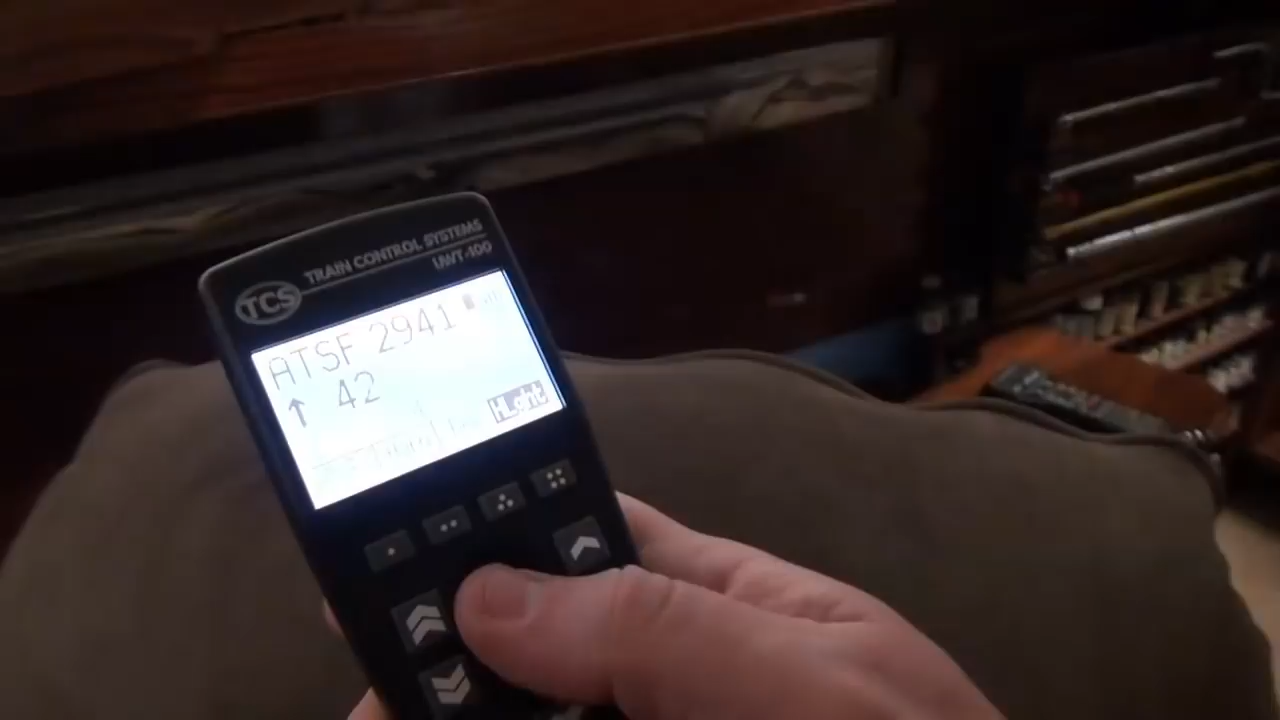 TRAIN CONTROL SYSTEMS
TCS
UWT-100
ATSF 2941
↑ 42
HLght